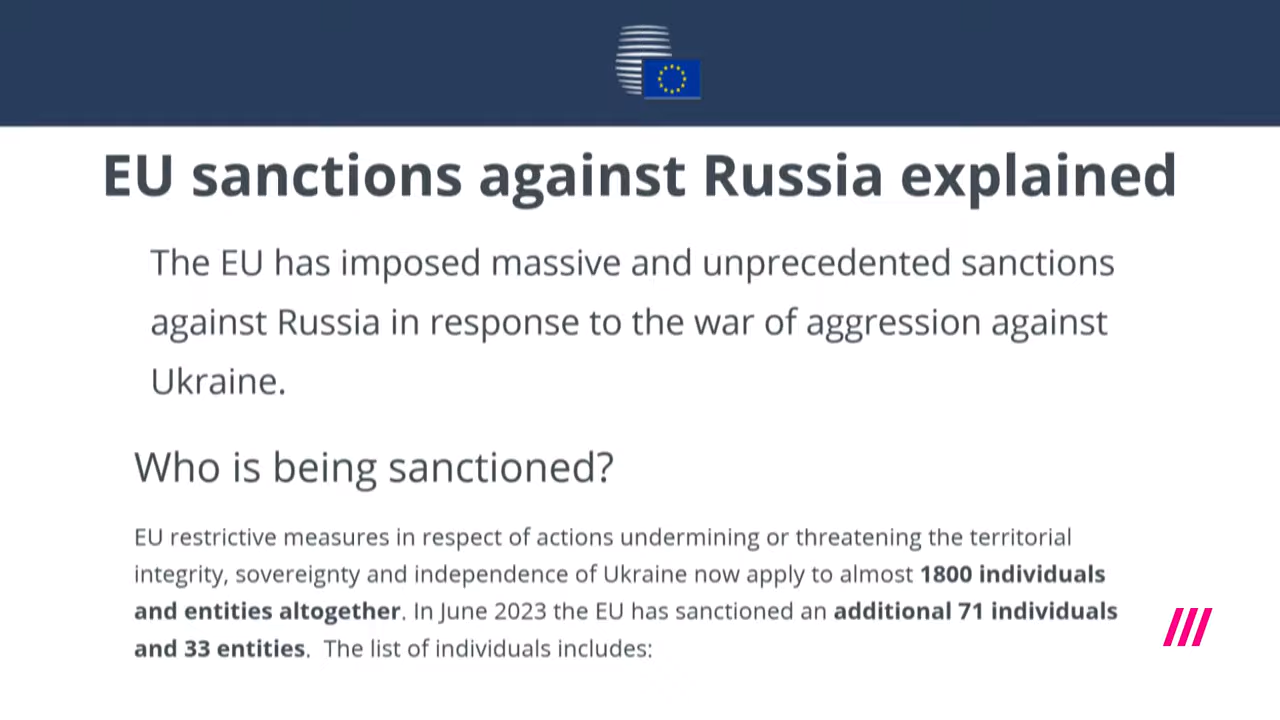 EU sanctions against Russia explained
The EU has imposed massive and unprecedented sanctions
against Russia in response to the war of aggression against
Ukraine.
Who is being sanctioned?
EU restrictive measures in respect of actions undermining or threatening the territorial
integrity, sovereignty and independence of Ukraine now apply to almost 1800 individuals
and entities altogether. In June 2023 the EU has sanctioned an additional 71 individuals
and 33 entities. The list of individuals includes: